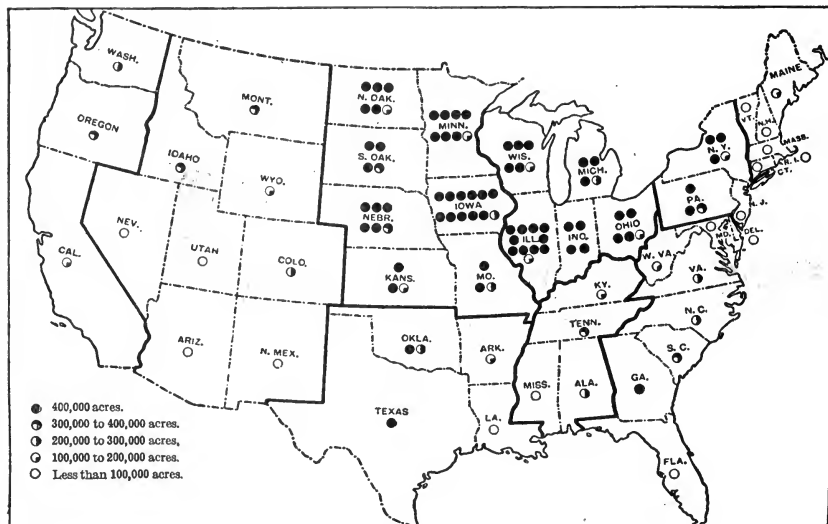 WASH.
MONT.
N. DAK.
MINN.
MAINE
VT.
N.H.
MASS.
OREGON
IDAHO
WYO.
S. DAK.
WIS.
MICH.
N. Y.
R. I.
CT.
NEV.
UTAH
COLO.
NEBR.
IOWA
ILL.
IND.
OHIO
PA.
N. J.
MD.
DEL.
W. VA.
CAL.
KANS.
MO.
KY.
VA.
ARIZ.
N. MEX.
OKLA.
ARK.
TENN.
N. C.
S. C.
TEXAS
LA.
MISS.
ALA.
GA.
FLA.
400,000 acres.
300,000 to 400,000 acres.
200,000 to 300,000 acres,
100,000 to 200,000 acres.
Less than 100,000 acres.